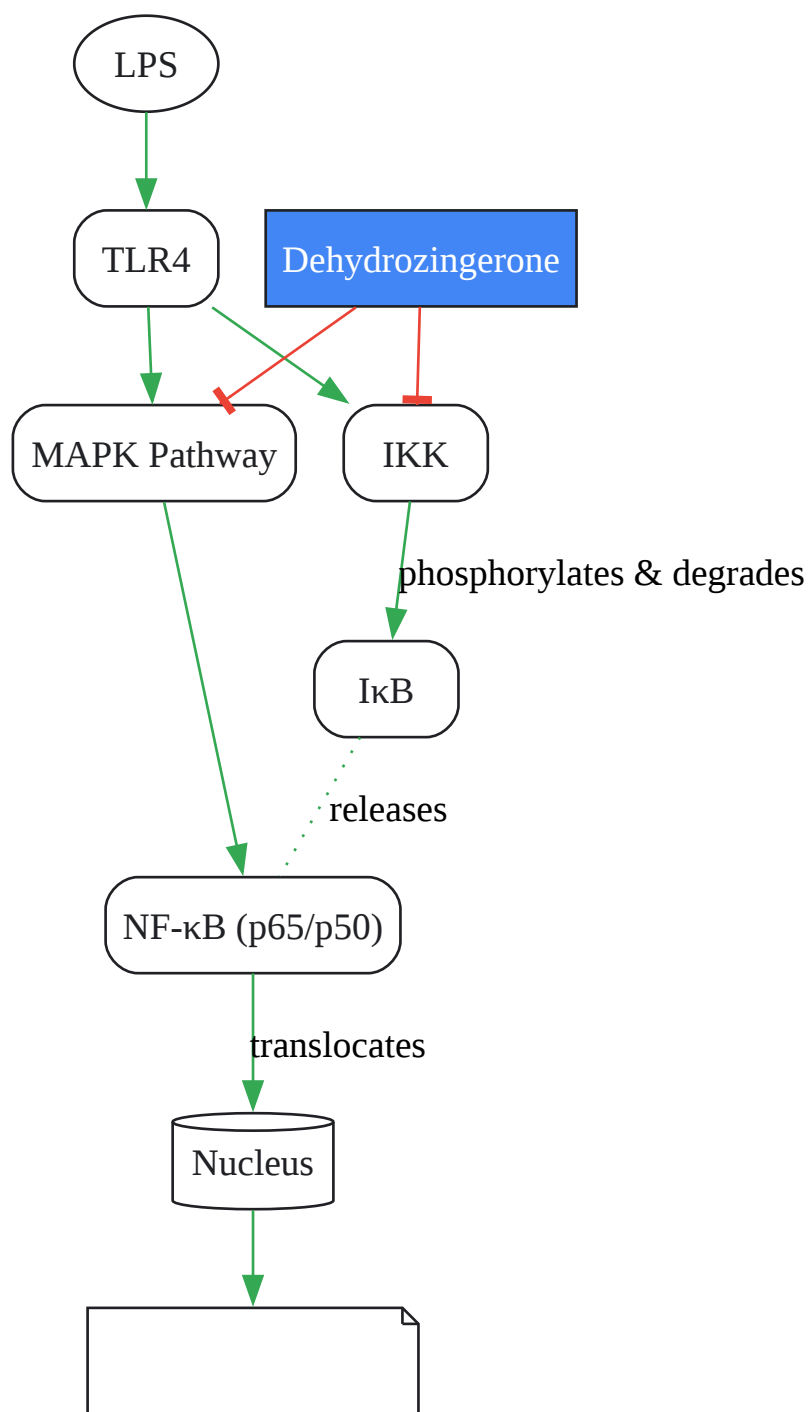 LPS
TLR4
Dehydrozingerone
MAPK Pathway
IKK
phosphorylates & degrades
IκB
releases
NF-κB (p65/p50)
translocates
Nucleus